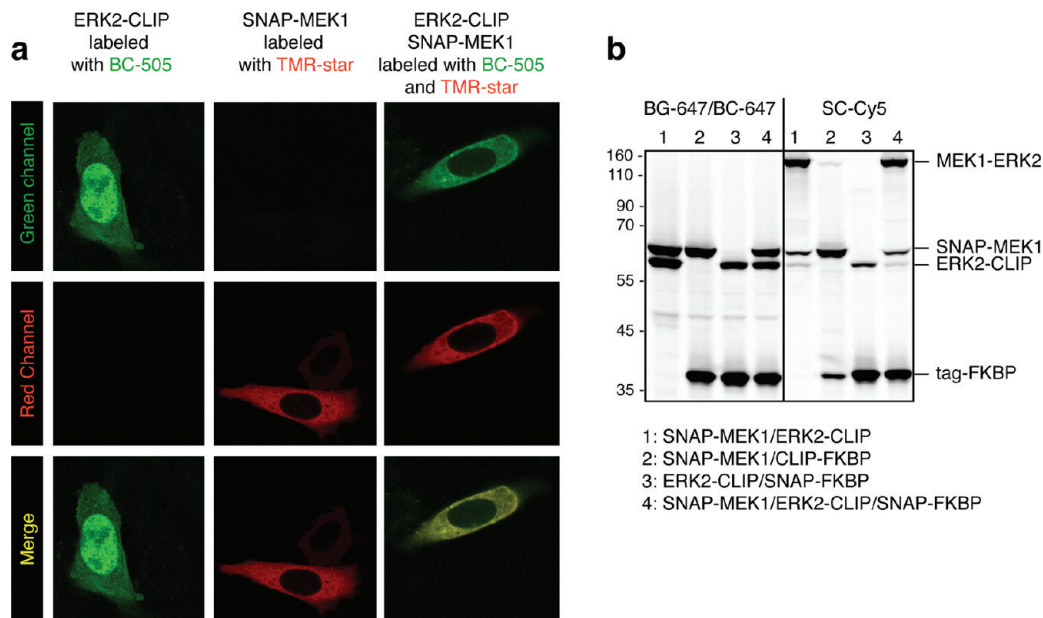 a
ERK2-CLIP
labeled
with BC-505
SNAP-MEK1
labeled
with TMR-star
ERK2-CLIP
SNAP-MEK1
labeled with BC-505
and TMR-star
Green channel
Red Channel
Merge
b
BG-647/BC-647 SC-Cy5
1 2 3 4 1 2 3 4
160
110
90
70
55
45
35
MEK1-ERK2
SNAP-MEK1
ERK2-CLIP
tag-FKBP
1: SNAP-MEK1/ERK2-CLIP
2: SNAP-MEK1/CLIP-FKBP
3: ERK2-CLIP/SNAP-FKBP
4: SNAP-MEK1/ERK2-CLIP/SNAP-FKBP